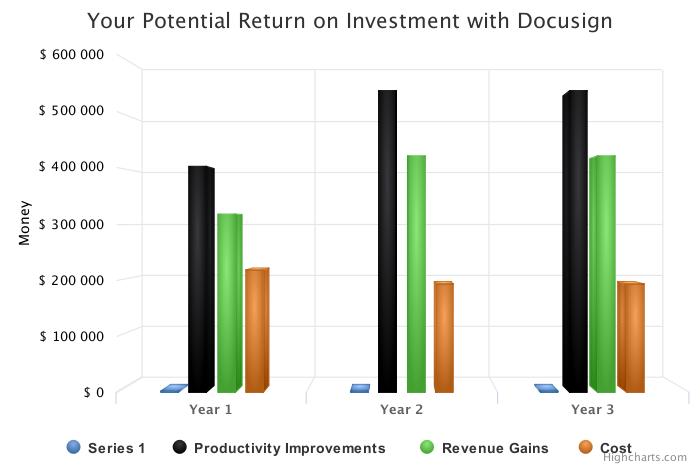 Your Potential Return on Investment with Docusign
$ 600 000
$ 500 000
$ 400 000
$ 300 000
$ 200 000
$ 100 000
$ 0
Money
Year 1 Year 2 Year 3
Series 1 Productivity Improvements Revenue Gains Cost
Highcharts.com